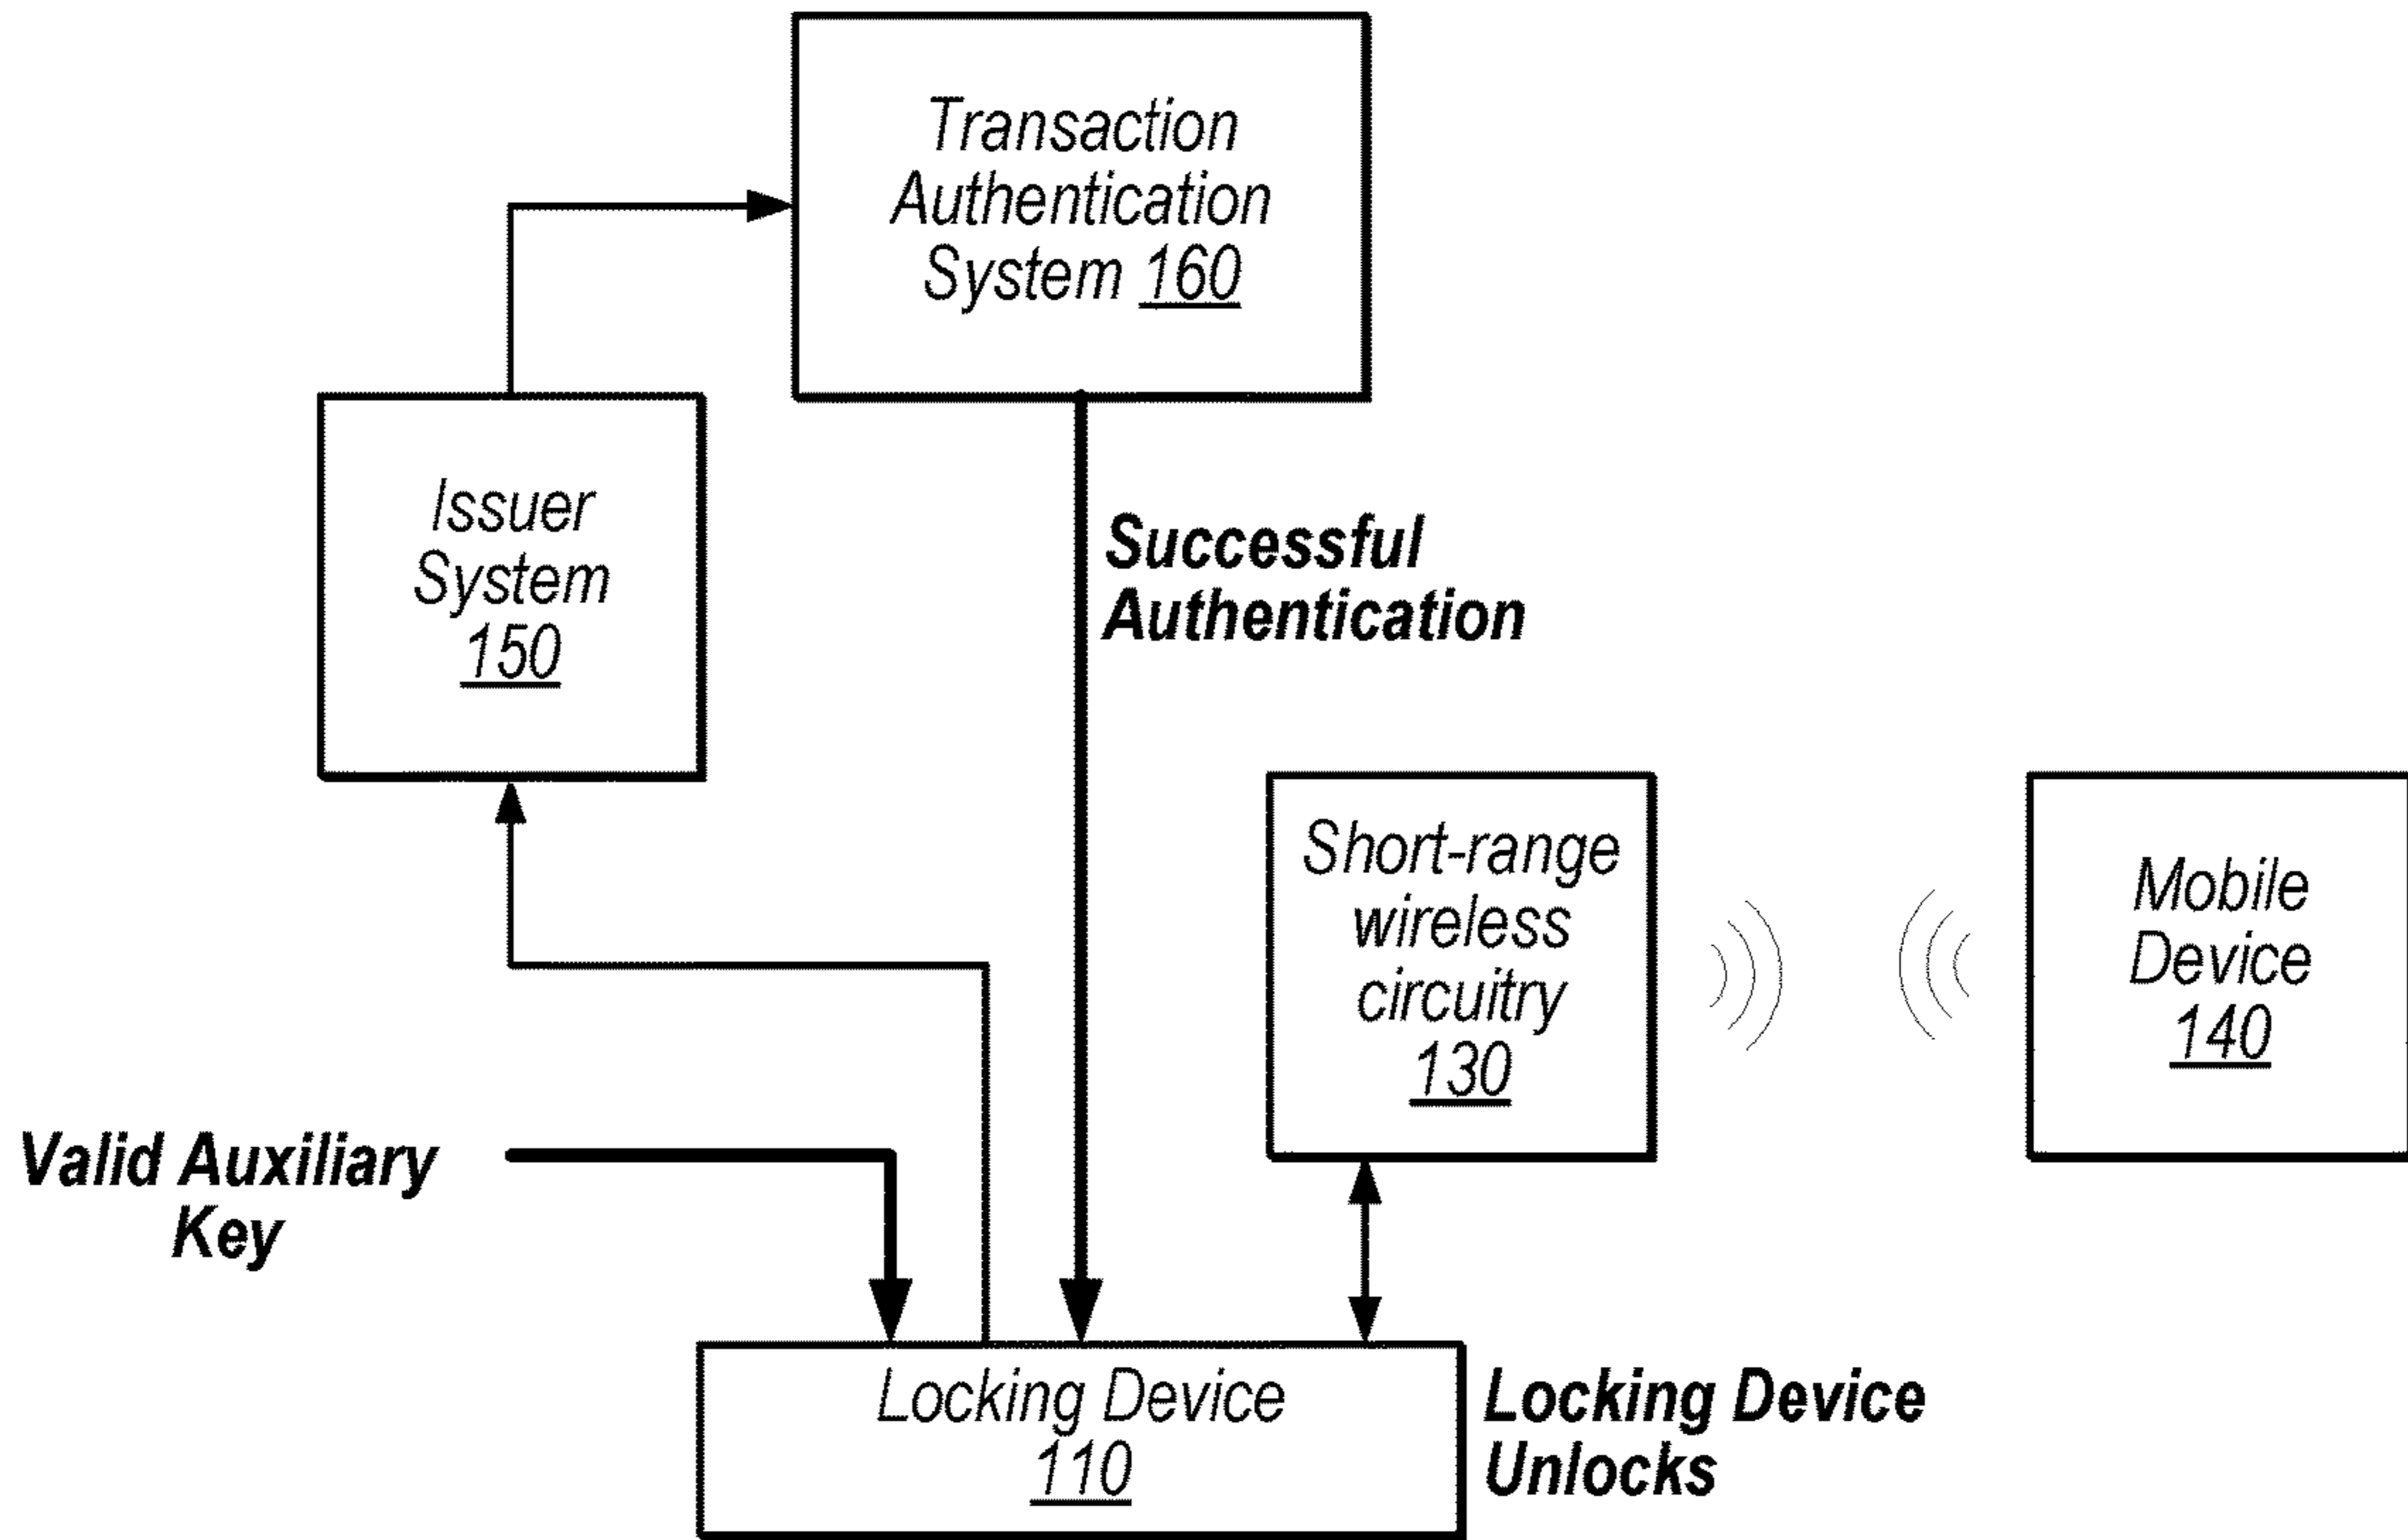 Transaction
Authentication
System 160
Issuer
System
150
Successful
Authentication
Short-range
wireless
circuitry
130
Mobile
Device
140
Valid Auxiliary
Key
Locking Device
110
Locking Device
Unlocks